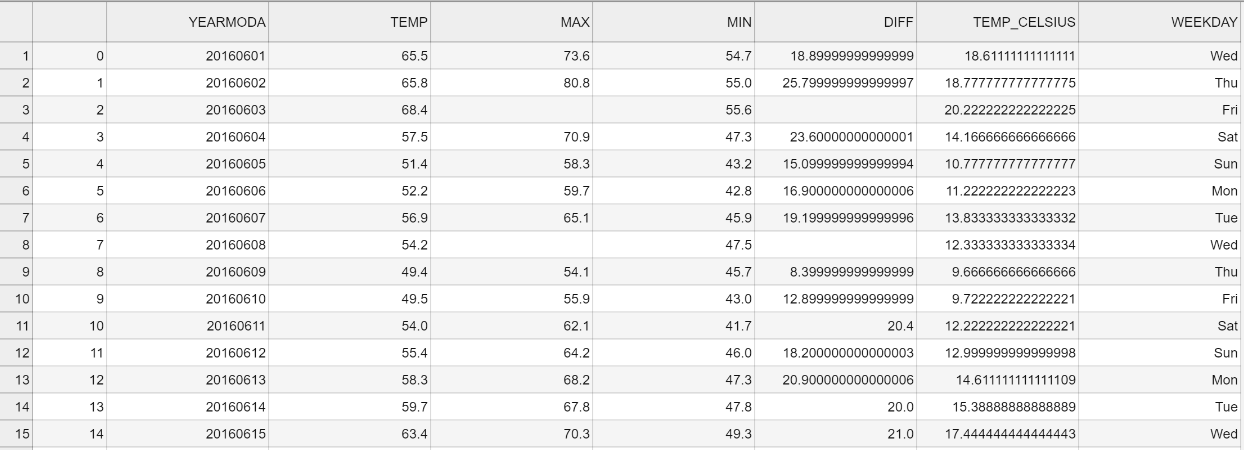 YEARMODA TEMP MAX MIN DIFF TEMP_CELSIUS WEEKDAY
1 0 20160601 65.5 73.6 54.7 18.89999999999999 18.61111111111111 Wed
2 1 20160602 65.8 80.8 55.0 25.799999999999997 18.777777777777775 Thu
3 2 20160603 68.4 55.6 20.222222222222225 Fri
4 3 20160604 57.5 70.9 47.3 23.60000000000001 14.166666666666666 Sat
5 4 20160605 51.4 58.3 43.2 15.099999999999994 10.777777777777777 Sun
6 5 20160606 52.2 59.7 42.8 16.900000000000006 11.222222222222223 Mon
7 6 20160607 56.9 65.1 45.9 19.199999999999996 13.833333333333332 Tue
8 7 20160608 54.2 47.5 12.333333333333334 Wed
9 8 20160609 49.4 54.1 45.7 8.399999999999999 9.666666666666666 Thu
10 9 20160610 49.5 55.9 43.0 12.899999999999999 9.722222222222221 Fri
11 10 20160611 54.0 62.1 41.7 20.4 12.222222222222221 Sat
12 11 20160612 55.4 64.2 46.0 18.200000000000003 12.999999999999998 Sun
13 12 20160613 58.3 68.2 47.3 20.900000000000006 14.611111111111109 Mon
14 13 20160614 59.7 67.8 47.8 20.0 15.38888888888889 Tue
15 14 20160615 63.4 70.3 49.3 21.0 17.444444444444443 Wed